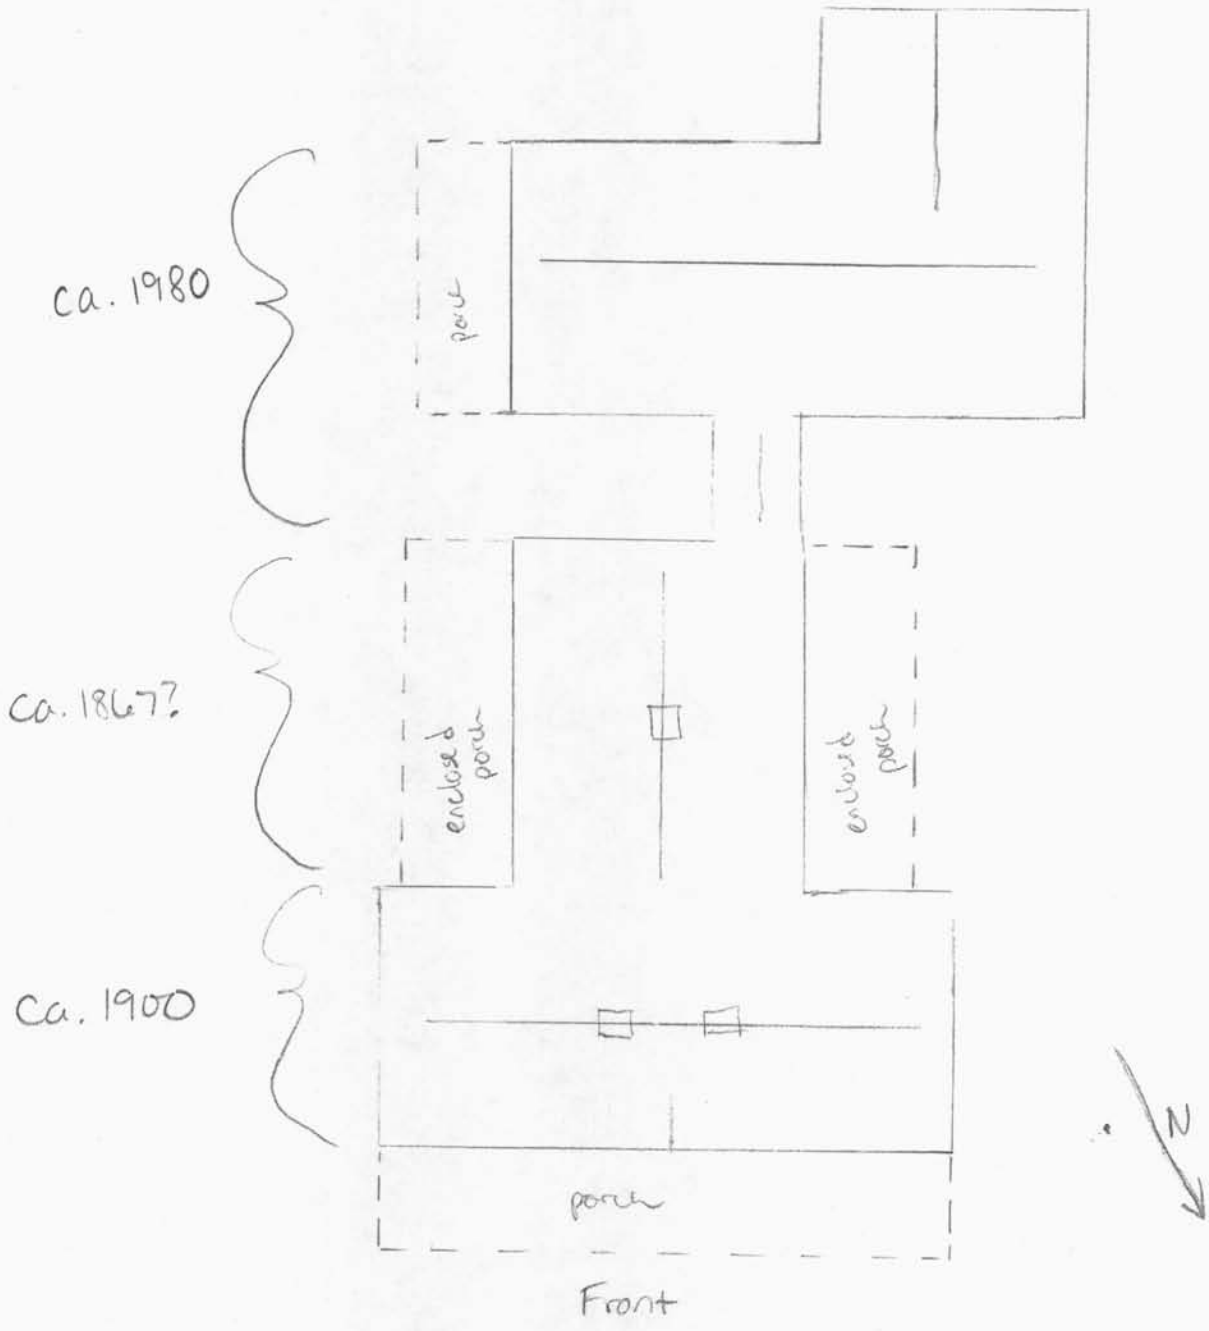 ca. 1980
porch
ca. 1867?
enclosed
porch
enclosed
porch
ca. 1900
N
porch
Front